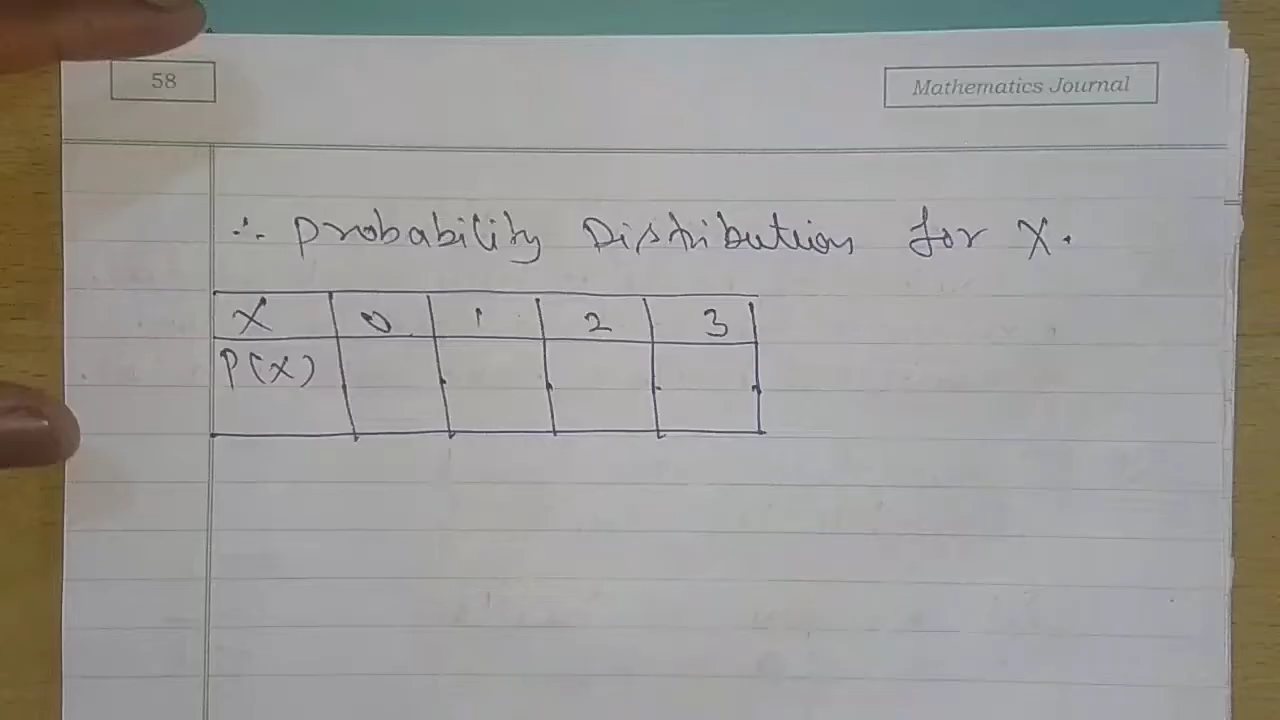 58
Mathematics Journal
∴ Probability Distribution for X.
X 0 1 2 3
P(X)